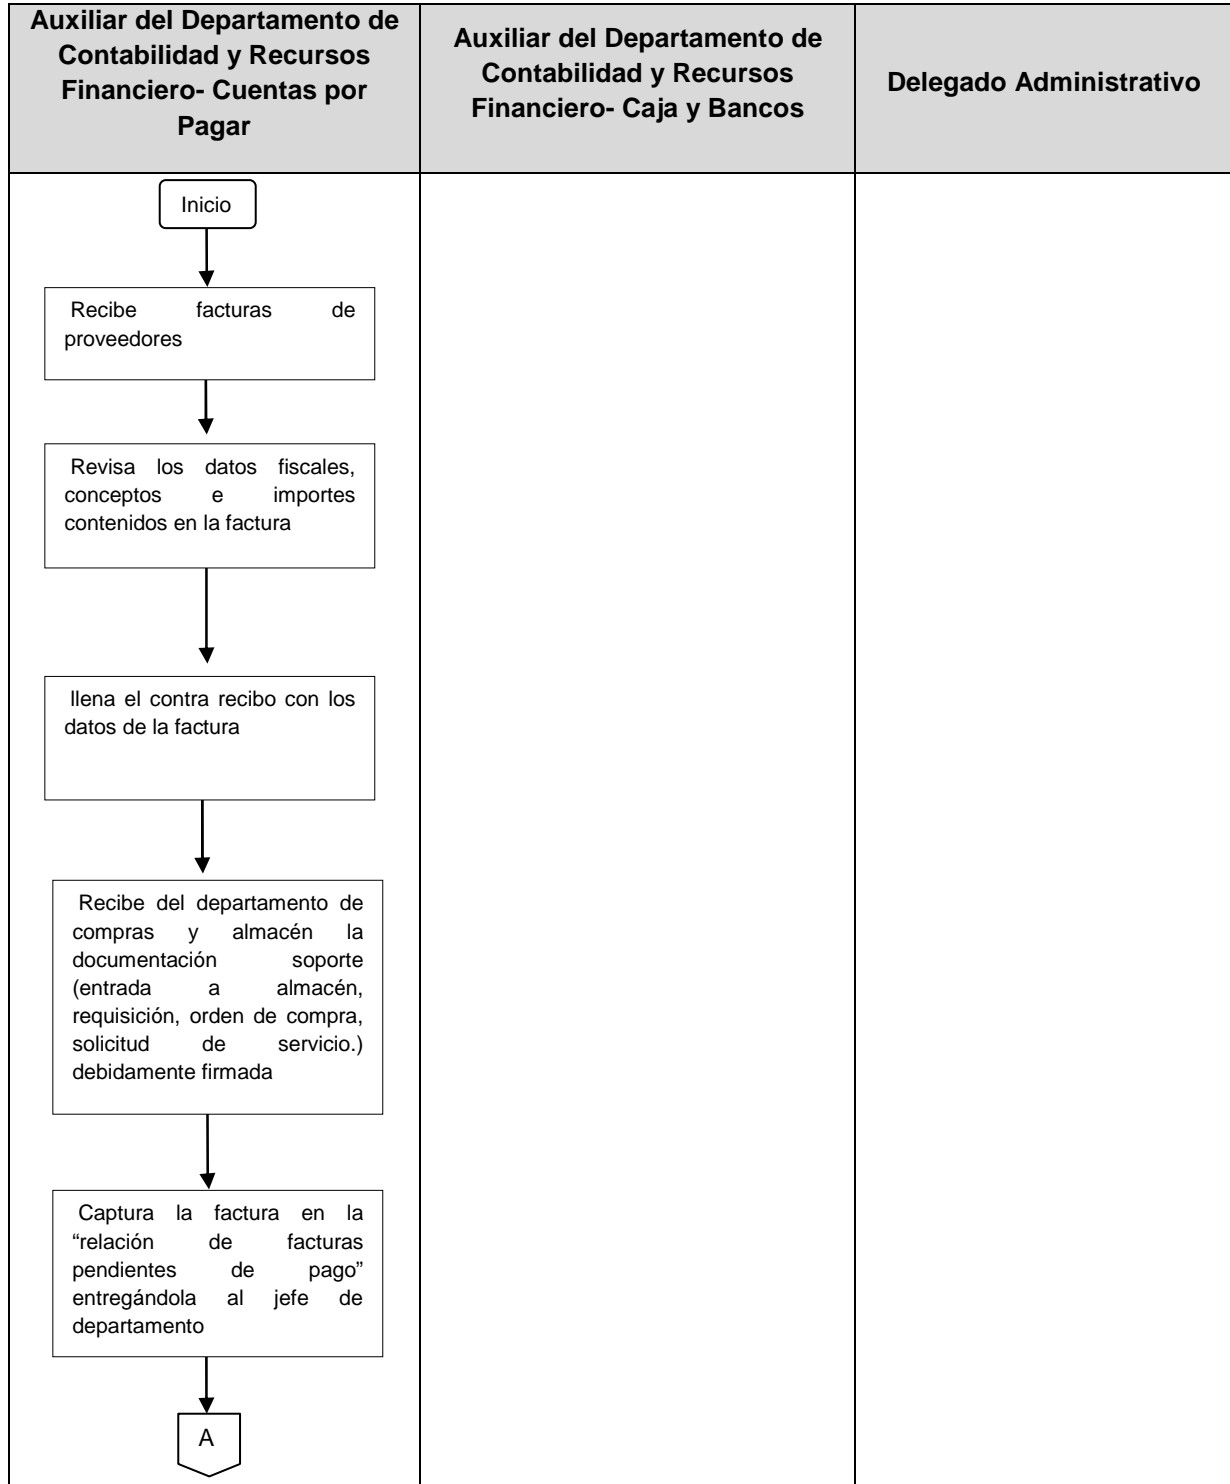 Auxiliar del Departamento de
Contabilidad y Recursos
Financiero- Cuentas por
Pagar
Auxiliar del Departamento de
Contabilidad y Recursos
Financiero- Caja y Bancos
Delegado Administrativo
Inicio
Recibe facturas de
proveedores
Revisa los datos fiscales,
conceptos e importes
contenidos en la factura
llena el contra recibo con los
datos de la factura
Recibe del departamento de
compras y almacén la
documentación soporte
(entrada a almacén,
requisición, orden de compra,
solicitud de servicio.)
debidamente firmada
Captura la factura en la
“relación de facturas
pendientes de pago”
entregándola al jefe de
departamento
A